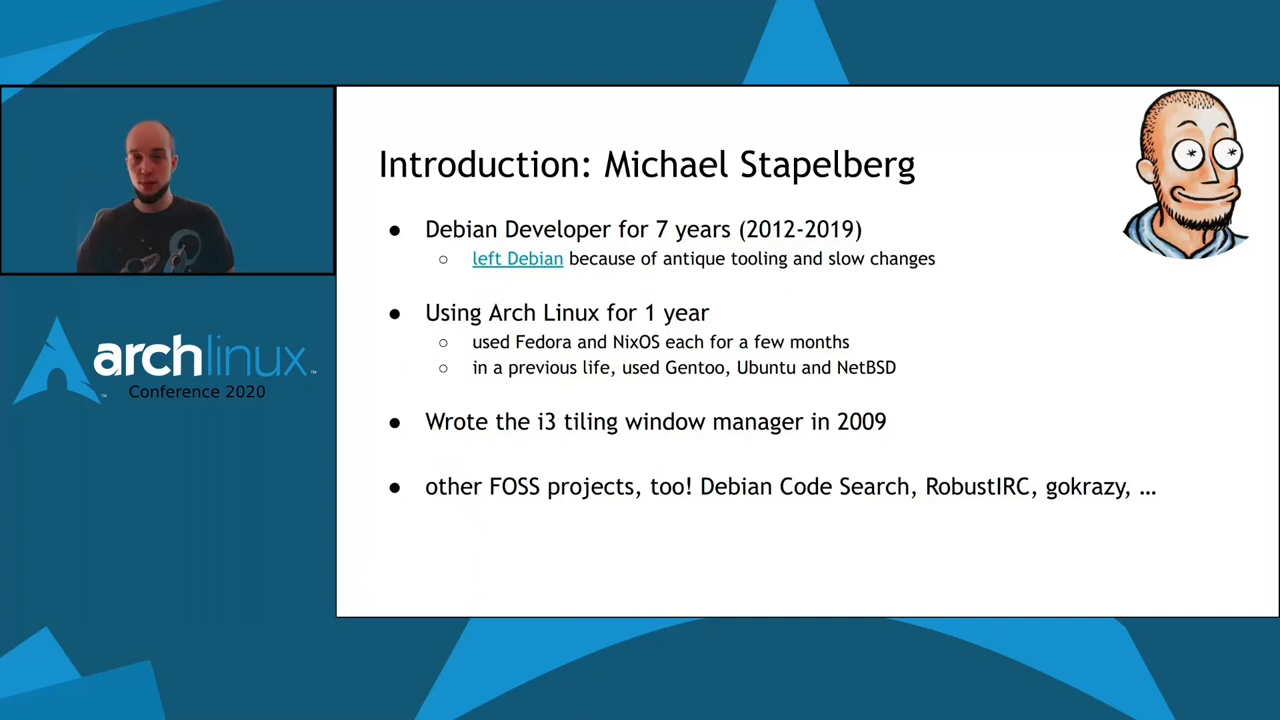 Introduction: Michael Stapelberg
● Debian Developer for 7 years (2012-2019)
○ left Debian because of antique tooling and slow changes
● Using Arch Linux for 1 year
○ used Fedora and NixOS each for a few months
○ in a previous life, used Gentoo, Ubuntu and NetBSD
● Wrote the i3 tiling window manager in 2009
● other FOSS projects, too! Debian Code Search, RobustIRC, gokrazy, …
archlinux™
Conference 2020